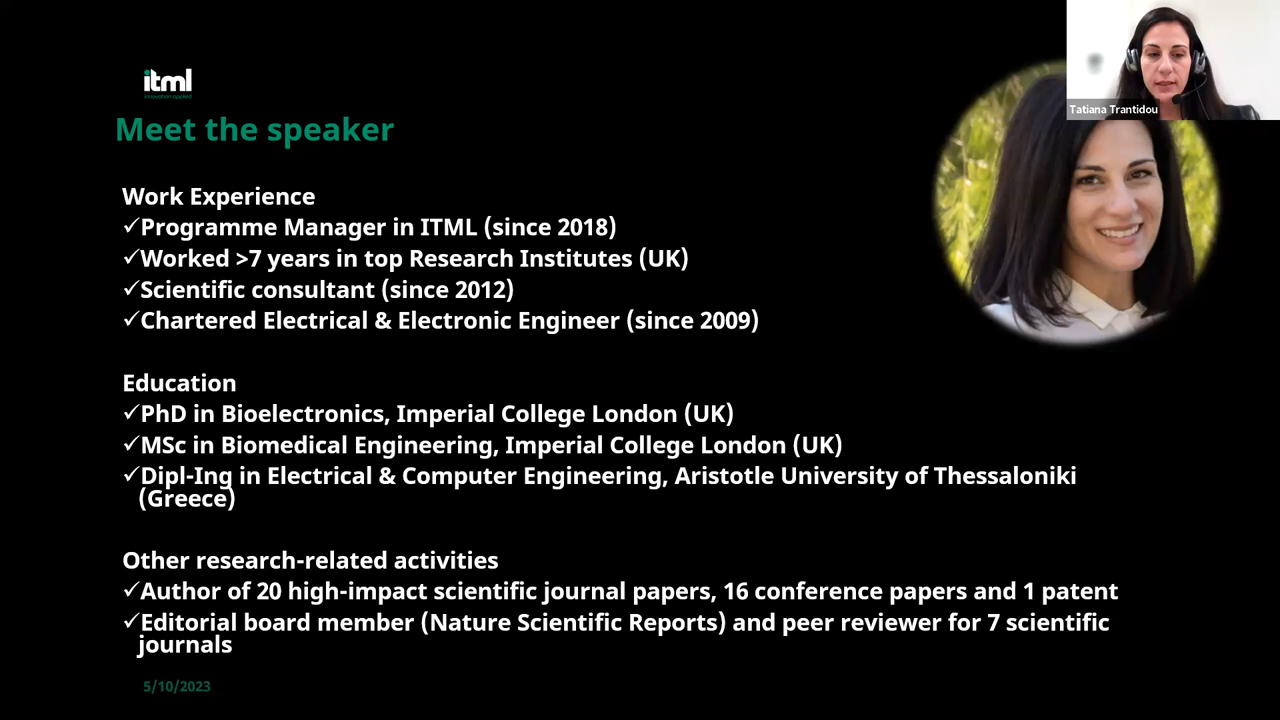 itml
innovation applied
Tatiana Trantidou
Meet the speaker
Work Experience
✓Programme Manager in ITML (since 2018)
✓Worked >7 years in top Research Institutes (UK)
✓Scientific consultant (since 2012)
✓Chartered Electrical & Electronic Engineer (since 2009)
Education
✓PhD in Bioelectronics, Imperial College London (UK)
✓MSc in Biomedical Engineering, Imperial College London (UK)
✓Dipl-Ing in Electrical & Computer Engineering, Aristotle University of Thessaloniki
(Greece)
Other research-related activities
✓Author of 20 high-impact scientific journal papers, 16 conference papers and 1 patent
✓Editorial board member (Nature Scientific Reports) and peer reviewer for 7 scientific
journals
5/10/2023